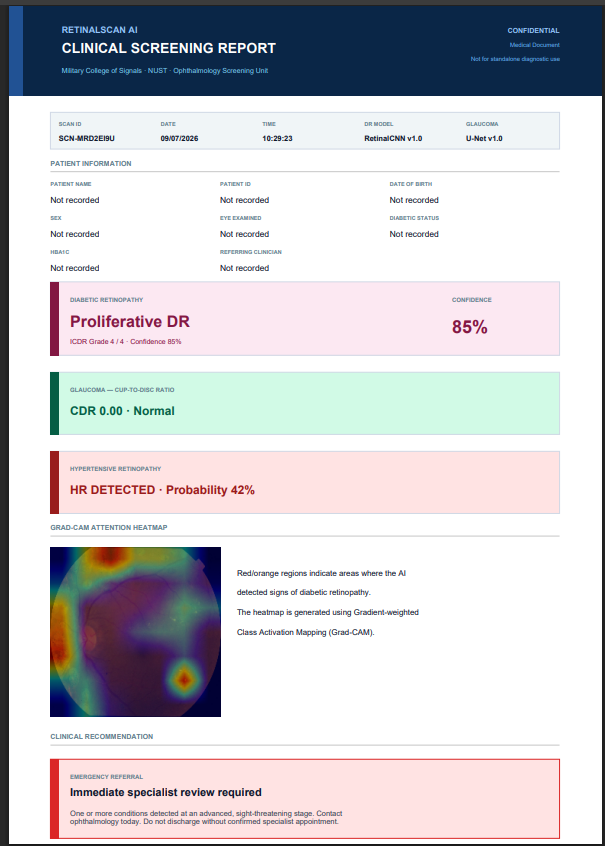 RETINALSCAN AI
CONFIDENTIAL
CLINICAL SCREENING REPORT
Medical Document
Military College of Signals · NUST · Ophthalmology Screening Unit
Not for standalone diagnostic use
SCAN ID DATE TIME DR MODEL GLAUCOMA
SCN-MRD2EI9U 09/07/2026 10:29:23 RetinalCNN v1.0 U-Net v1.0
PATIENT INFORMATION
PATIENT NAME PATIENT ID DATE OF BIRTH
Not recorded Not recorded Not recorded
SEX EYE EXAMINED DIABETIC STATUS
Not recorded Not recorded Not recorded
HBA1C REFERRING CLINICIAN
Not recorded Not recorded
DIABETIC RETINOPATHY CONFIDENCE
Proliferative DR 85%
ICDR Grade 4 / 4 · Confidence 85%
GLAUCOMA — CUP-TO-DISC RATIO
CDR 0.00 · Normal
HYPERTENSIVE RETINOPATHY
HR DETECTED · Probability 42%
GRAD-CAM ATTENTION HEATMAP
Red/orange regions indicate areas where the AI
detected signs of diabetic retinopathy.
The heatmap is generated using Gradient-weighted
Class Activation Mapping (Grad-CAM).
CLINICAL RECOMMENDATION
EMERGENCY REFERRAL
Immediate specialist review required
One or more conditions detected at an advanced, sight-threatening stage. Contact
ophthalmology today. Do not discharge without confirmed specialist appointment.